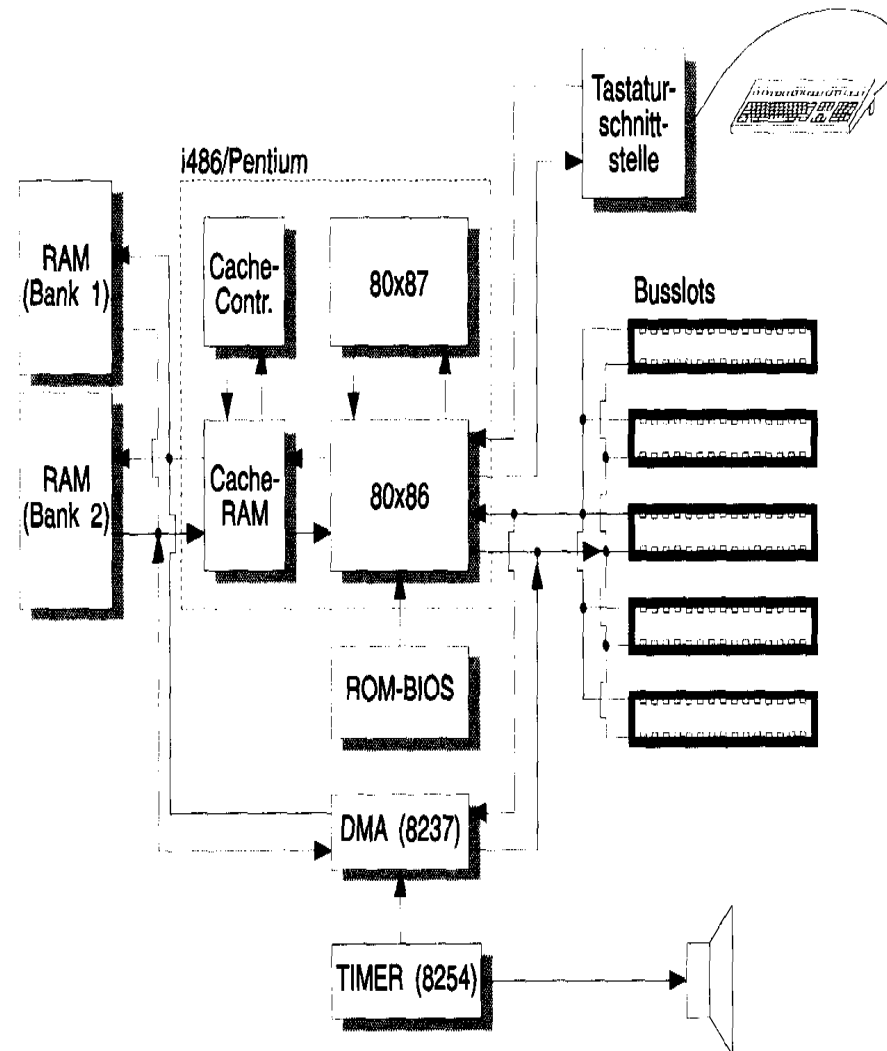 Tastatur-
schnitt-
stelle
i486/Pentium
RAM
(Bank 1)
Cache-
Contr.
80x87
Busslots
RAM
(Bank 2)
Cache-
RAM
80x86
ROM-BIOS
DMA (8237)
TIMER (8254)